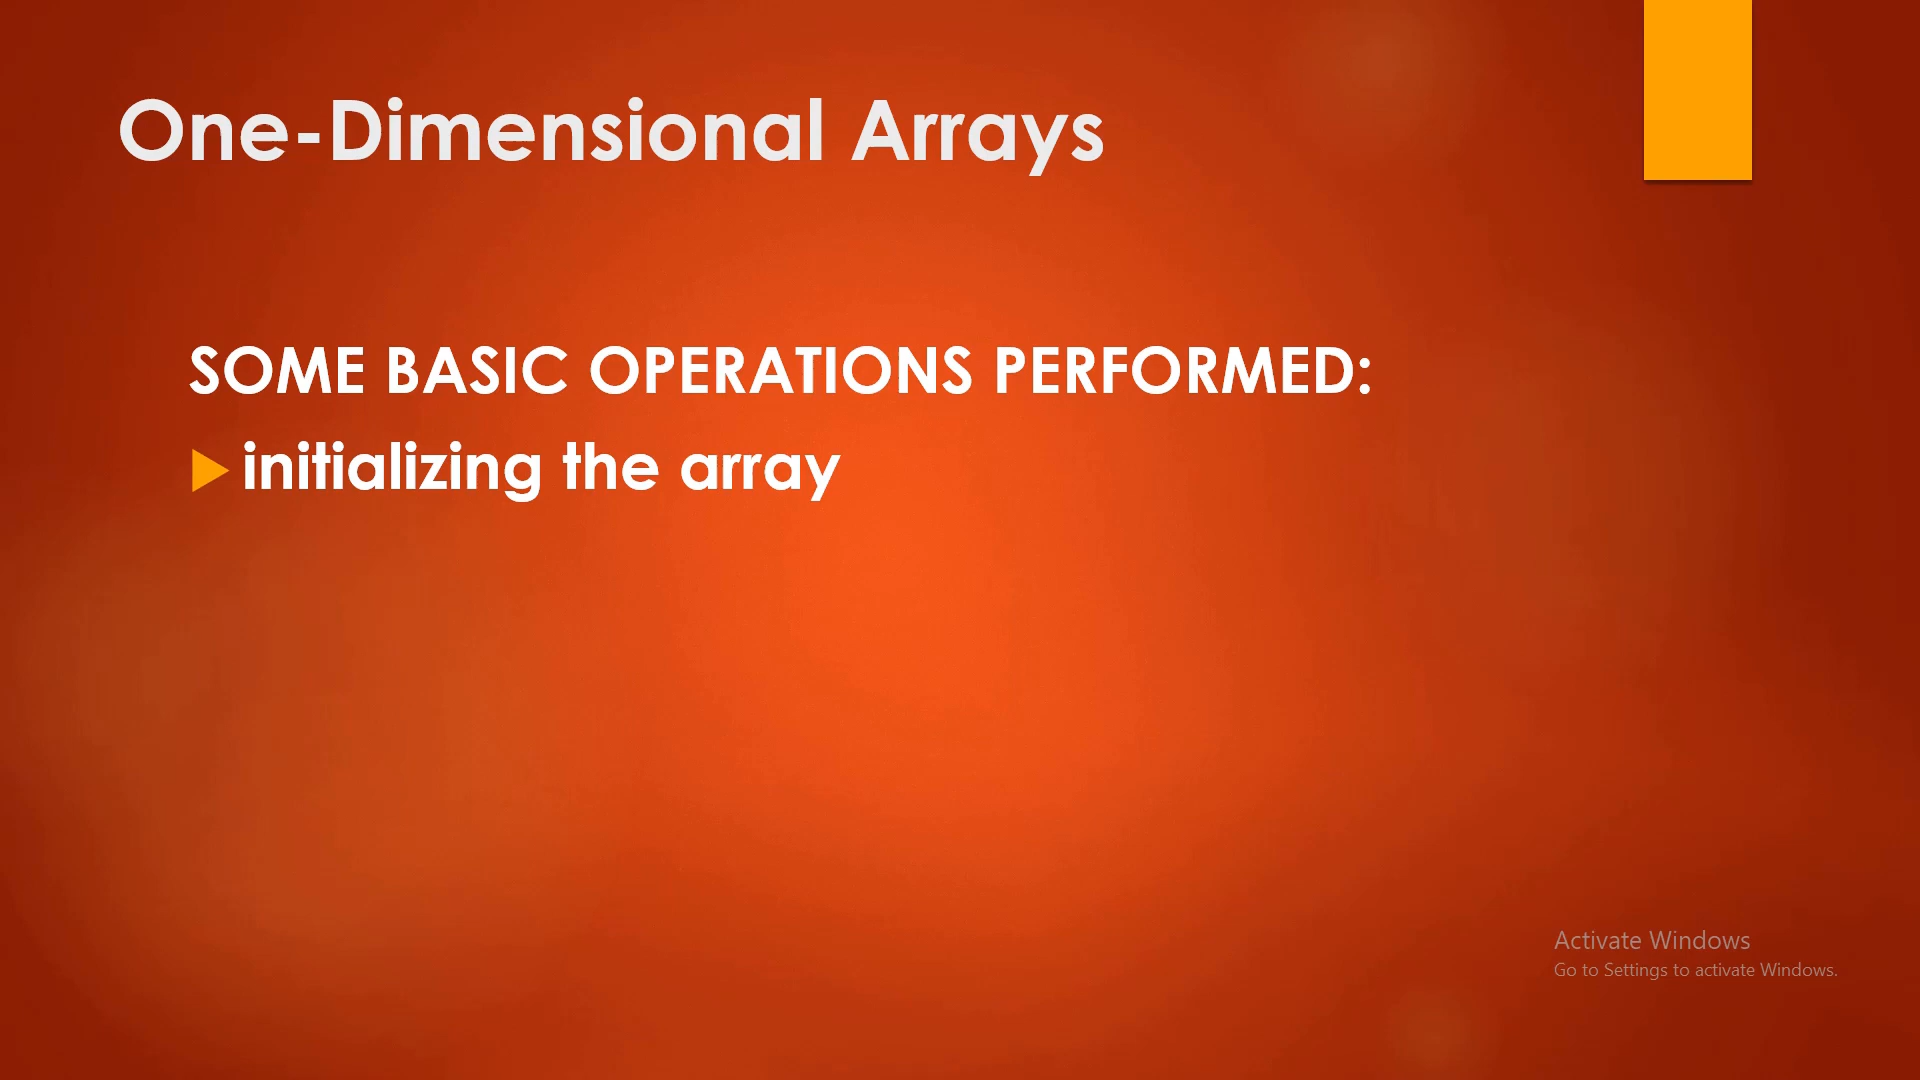 One-Dimensional Arrays
SOME BASIC OPERATIONS PERFORMED:
initializing the array
Activate Windows
Go to Settings to activate Windows.